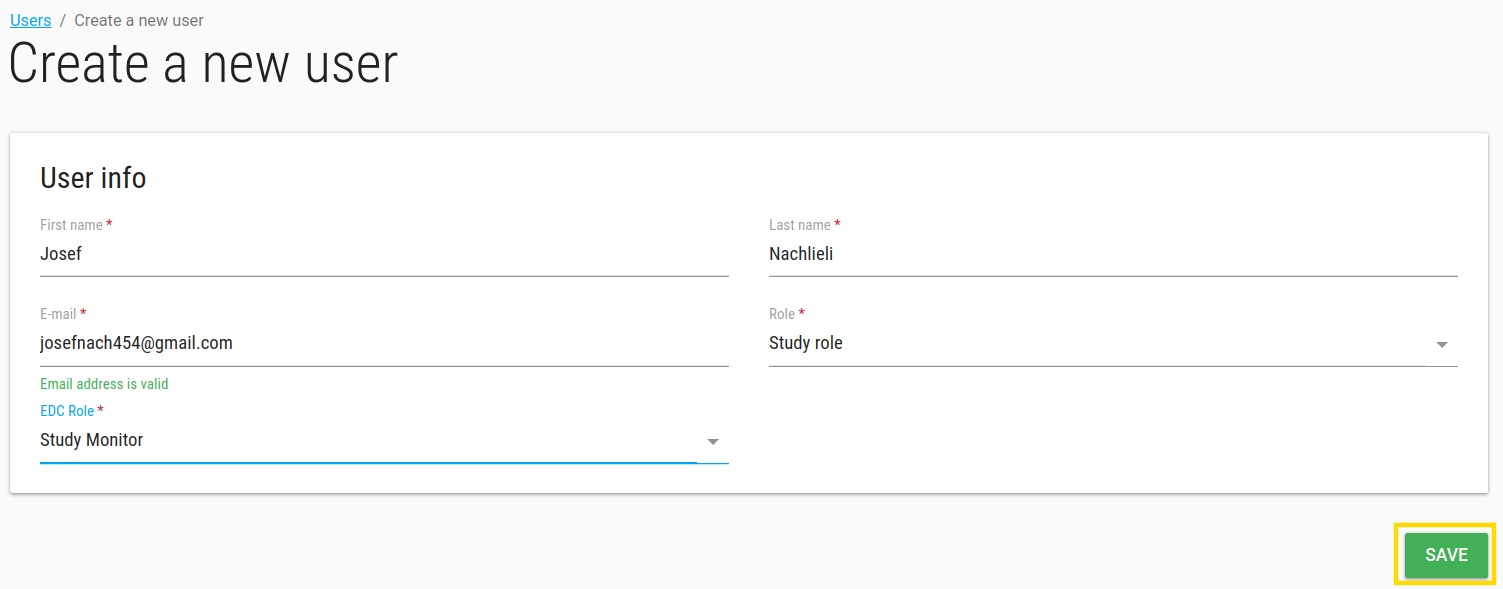 Users / Create a new user
Create a new user
User info
First name *
Josef
Last name *
Nachlieli
E-mail *
josefnach454@gmail.com
Role *
Study role
Email address is valid
EDC Role *
Study Monitor
SAVE